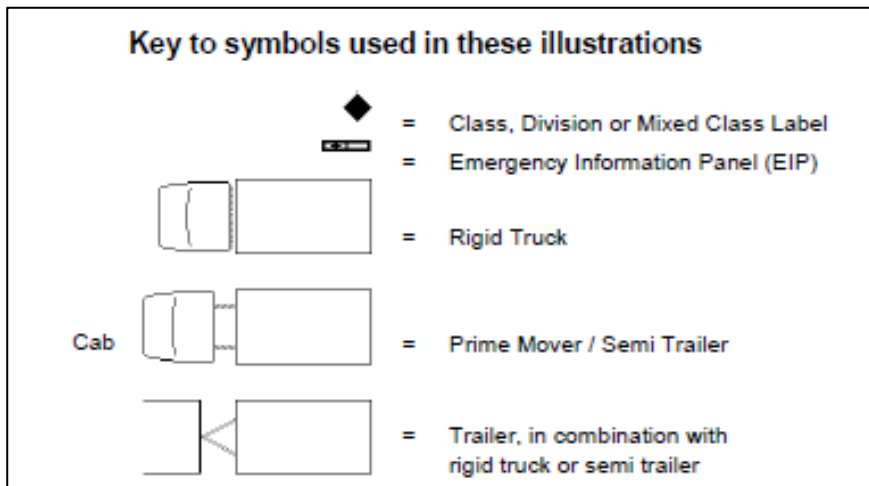 Key to symbols used in these illustrations
= Class, Division or Mixed Class Label
= Emergency Information Panel (EIP)
= Rigid Truck
Cab = Prime Mover / Semi Trailer
= Trailer, in combination with
rigid truck or semi trailer